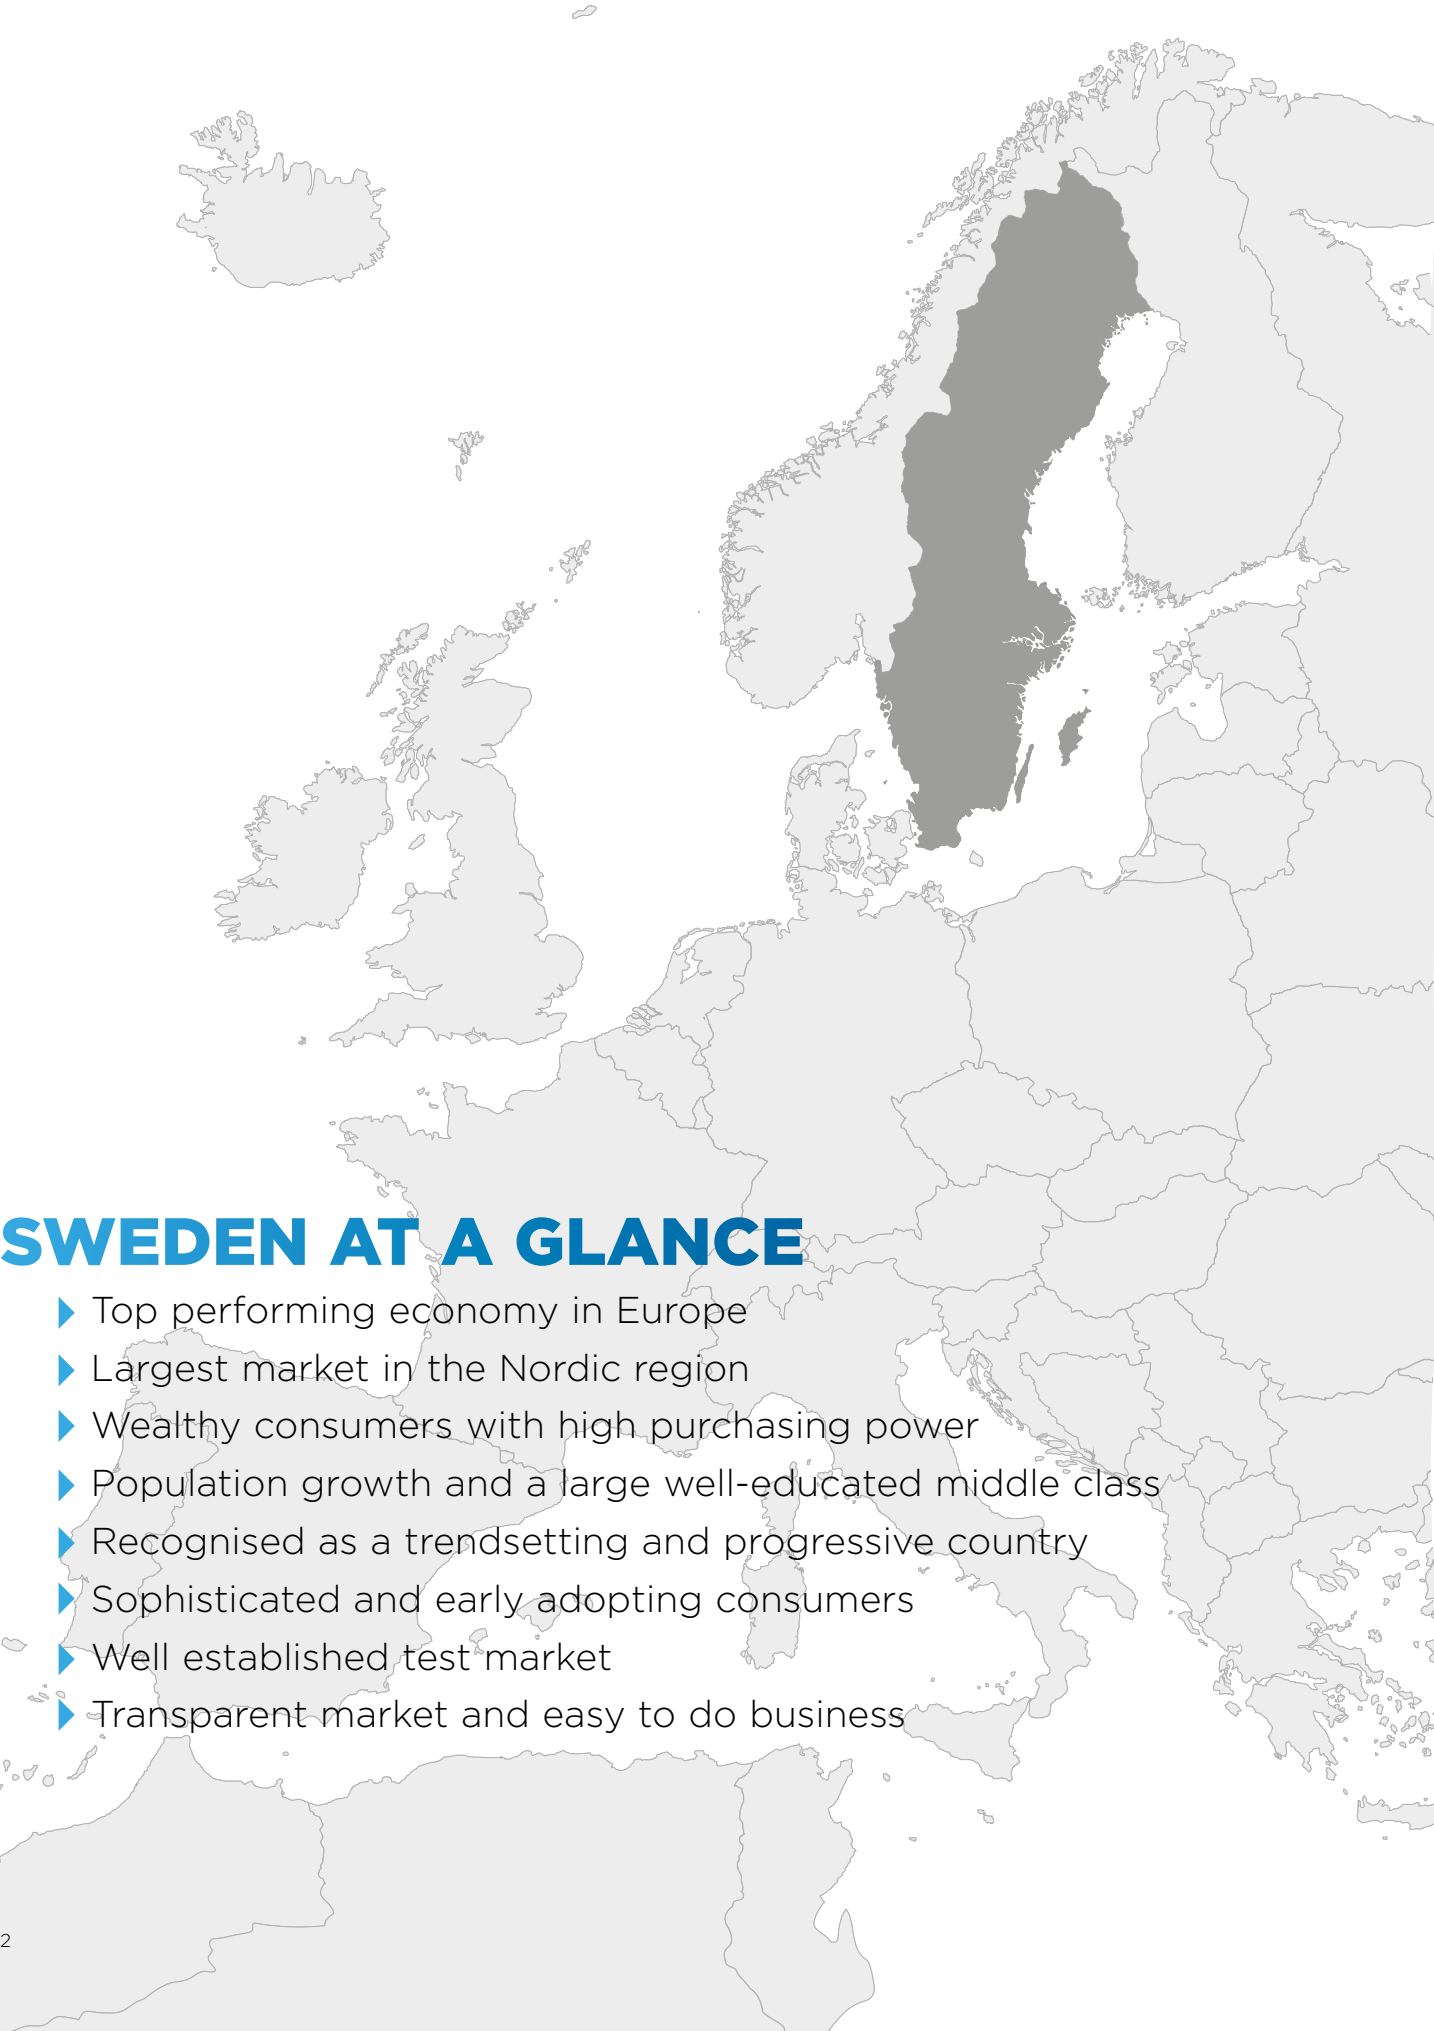 SWEDEN AT A GLANCE
Top performing economy in Europe
Largest market in the Nordic region
Wealthy consumers with high purchasing power
Population growth and a large well-educated middle class
Recognised as a trendsetting and progressive country
Sophisticated and early adopting consumers
Well established test market
Transparent market and easy to do business
2